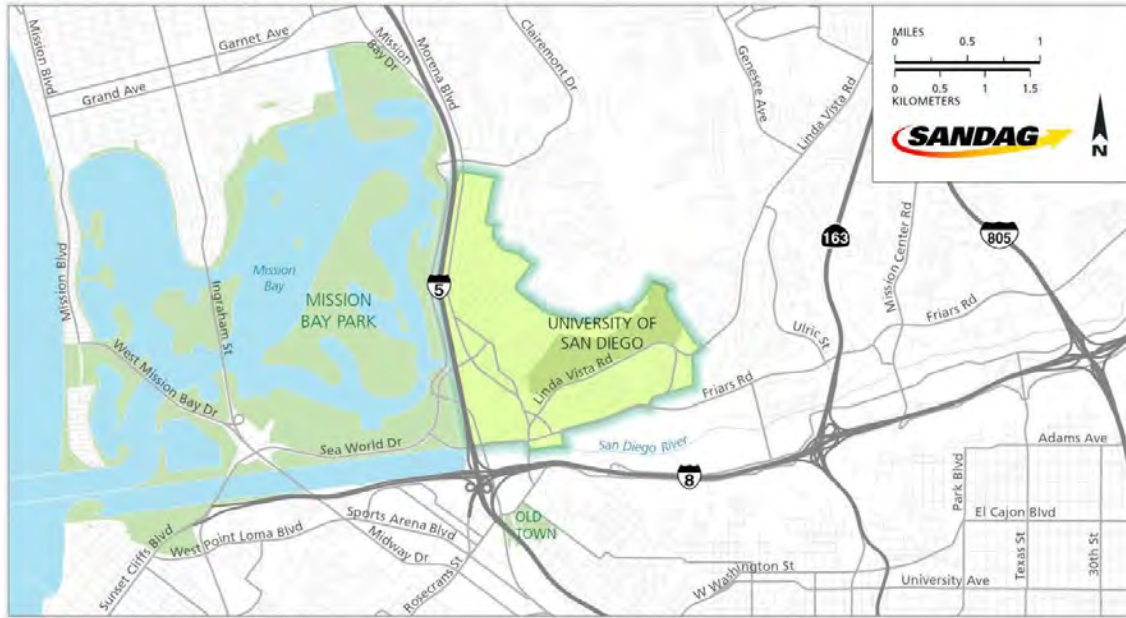 Mission Blvd
Garnet Ave
Mission
Bay Dr
Morena Blvd
Clairemont Dr
Genesee Ave
Linda Vista Rd
MILES
0 0.5 1
0 0.5 1 1.5
KILOMETERS
SANDAG
N
Grand Ave
163
805
Mission Center Rd
Mission Blvd
Ingraham St
Mission
Bay
5
MISSION
BAY PARK
UNIVERSITY OF
SAN DIEGO
Ulric St
Friars Rd
West Mission Bay Dr
Linda Vista Rd
Friars Rd
Sea World Dr
San Diego River
8
Adams Ave
Park Blvd
Sunset Cliffs Blvd
West Point Loma Blvd
Sports Arena Blvd
Midway Dr
Rosecrans St
OLD
TOWN
El Cajon Blvd
Texas St
30th St
W Washington St
University Ave